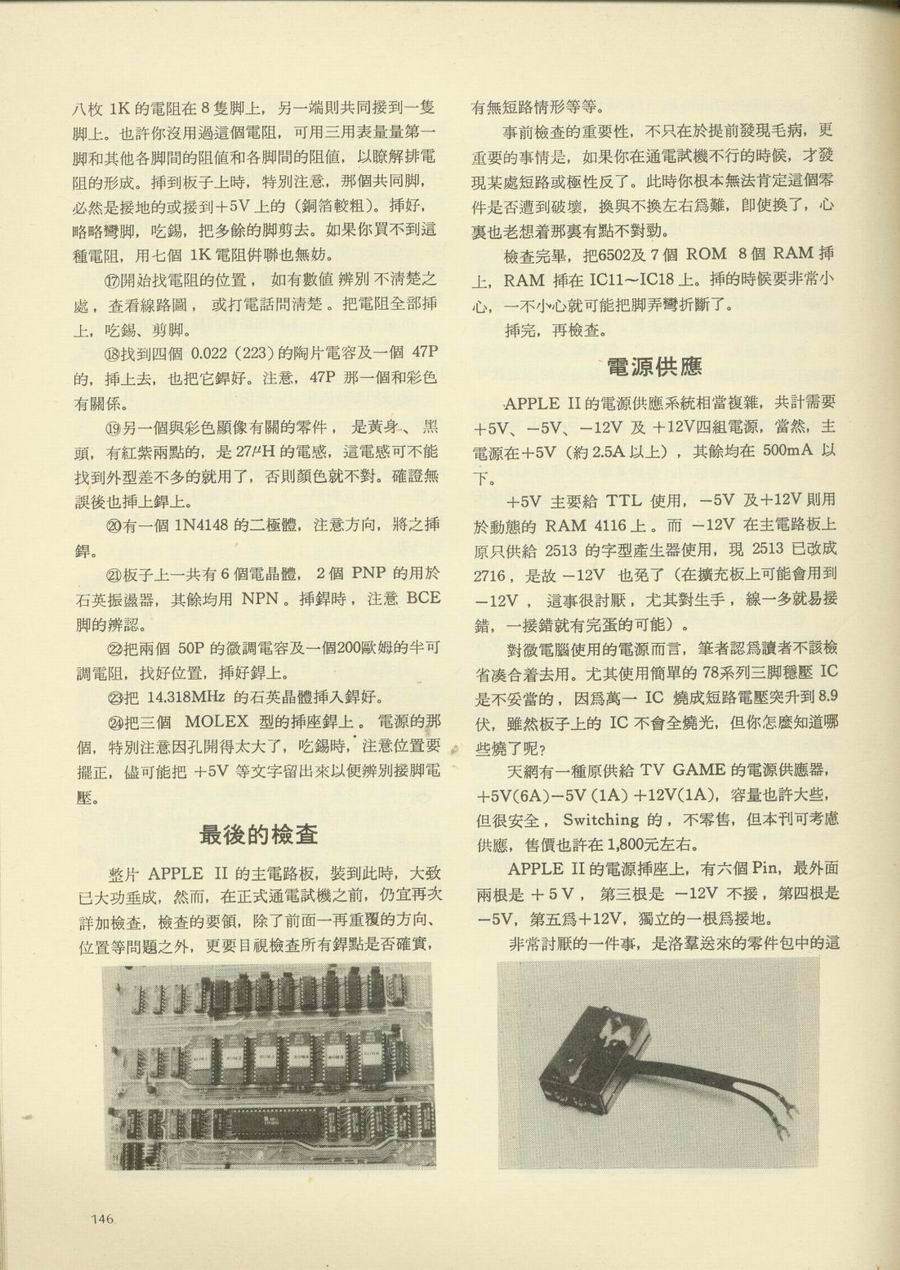 八枚 1K 的電阻在 8 隻脚上，另一端則共同接到一隻
脚上。也許你沒用過這個電阻，可用三用表量量第一
脚和其他各脚間的阻值和各脚間的阻值，以瞭解排電
阻的形成。揷到板子上時，特別注意，那個共同脚，
必然是接地的或接到＋5V 上的（銅箔較粗）。揷好，
略略彎脚，吃錫，把多餘的脚剪去。如果你買不到這
種電阻，用七個 1K 電阻倂聯也無妨。
⑰開始找電阻的位置，如有數値辨別不清楚之
處，查看線路圖，或打電話問清楚。把電阻全部揷
上，吃錫、剪脚。
⑱找到四個 0.022（223）的陶片電容及一個 47P
的，揷上去，也把它銲好。注意，47P 那一個和彩色
有關係。
⑲另一個與彩色顯像有關的零件，是黃身、黑
頭，有紅紫兩點的，是 27μH 的電感，這電感可不能
找到外型差不多的就用了，否則顏色就不對。確證無
誤後也揷上銲上。
⑳有一個 1N4148 的二極體，注意方向，將之揷
銲。
㉑板子上一共有 6 個電晶體，2 個 PNP 的用於
石英振盪器，其餘均用 NPN。揷銲時，注意 BCE
脚的辨認。
㉒把兩個 50P 的微調電容及一個200歐姆的半可
調電阻，找好位置，揷好銲上。
㉓把 14.318MHz 的石英晶體揷入銲好。
㉔把三個 MOLEX 型的揷座銲上。電源的那
個，特別注意因孔開得太大了，吃錫時，注意位置要
擺正，儘可能把 +5V 等文字留出來以便辨別接脚電
壓。
最後的檢查
整片 APPLE II 的主電路板，裝到此時，大致
已大功垂成，然而，在正式通電試機之前，仍宜再次
詳加檢查，檢查的要領，除了前面一再重覆的方向、
位置等問題之外，更要目視檢查所有銲點是否確實，
有無短路情形等等。
事前檢查的重要性，不只在於提前發現毛病，更
重要的事情是，如果你在通電試機不行的時候，才發
現某處短路或極性反了。此時你根本無法肯定這個零
件是否遭到破壞，換與不換左右爲難，卽使換了，心
裏也老想着那裏有點不對勁。
檢查完畢，把6502及 7 個 ROM 8 個 RAM 揷
上，RAM 揷在 IC11～IC18 上。揷的時候要非常小
心，一不小心就可能把脚弄彎折斷了。
揷完，再檢查。
電源供應
APPLE II 的電源供應系統相當複雜，共計需要
＋5V、－5V、－12V 及 ＋12V四組電源，當然，主
電源在＋5V（約 2.5A 以上），其餘均在 500mA 以
下。
＋5V 主要給 TTL 使用，－5V 及＋12V 則用
於動態的 RAM 4116 上。而 －12V 在主電路板上
原只供給 2513 的字型產生器使用，現 2513 已改成
2716，是故 －12V 也免了（在擴充板上可能會用到
－12V，這事很討厭，尤其對生手，線一多就易接
錯，一接錯就有完蛋的可能）。
對微電腦使用的電源而言，筆者認爲讀者不該檢
省凑合着去用。尤其使用簡單的 78系列三脚穩壓 IC
是不妥當的，因爲萬一 IC 燒成短路電壓突升到 8.9
伏，雖然板子上的 IC 不會全燒光，但你怎麼知道哪
些燒了呢？
天網有一種原供給 TV GAME 的電源供應器，
＋5V(6A)－5V (1A) ＋12V(1A)，容量也許大些，
但很安全，Switching 的，不零售，但本刊可考慮
供應，售價也許在 1,800元左右。
APPLE II 的電源揷座上，有六個 Pin，最外面
兩根是 ＋5V，第三根是 －12V 不接，第四根是
－5V，第五爲＋12V，獨立的一根爲接地。
非常討厭的一件事，是洛羣送來的零件包中的這
146